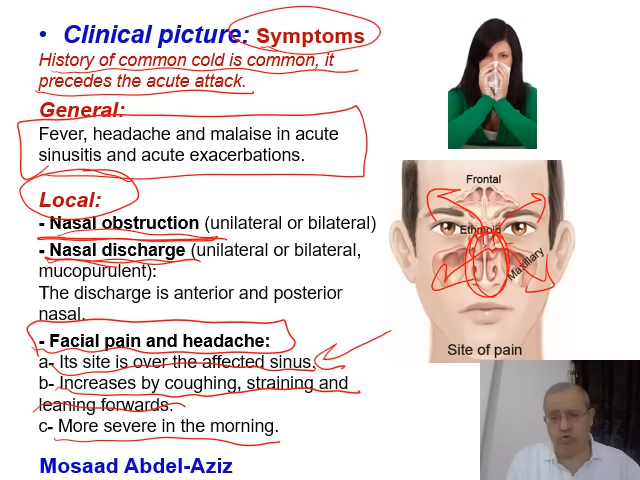 • Clinical picture: Symptoms
History of common cold is common, it
precedes the acute attack.
General:
Fever, headache and malaise in acute
sinusitis and acute exacerbations.
Local:
- Nasal obstruction (unilateral or bilateral)
- Nasal discharge (unilateral or bilateral,
mucopurulent):
The discharge is anterior and posterior
nasal.
- Facial pain and headache:
a- Its site is over the affected sinus.
b- Increases by coughing, straining and
leaning forwards.
c- More severe in the morning.
Mosaad Abdel-Aziz
Frontal
Ethmoid
Maxillary
Site of pain